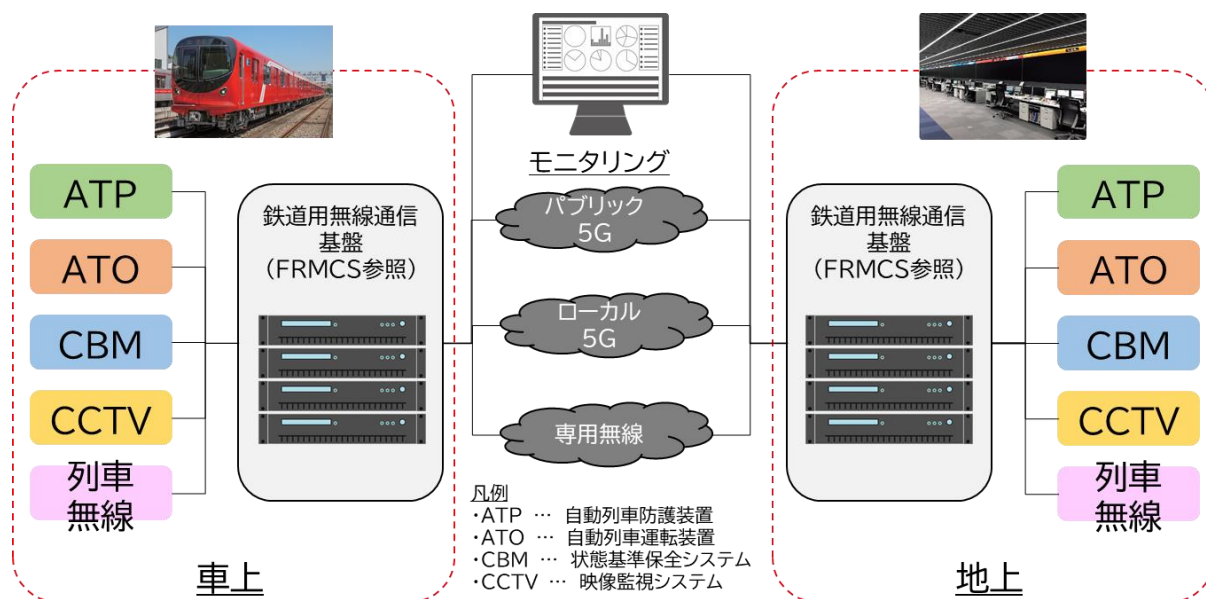 モニタリング
ATP
ATO
CBM
CCTV
列車
無線
鉄道用無線通信
基盤
（FRMCS参照）
パブリック
5G
ローカル
5G
専用無線
鉄道用無線通信
基盤
（FRMCS参照）
ATP
ATO
CBM
CCTV
列車
無線
凡例
・ATP … 自動列車防護装置
・ATO … 自動列車運転装置
・CBM … 状態基準保全システム
・CCTV … 映像監視システム
車上
地上